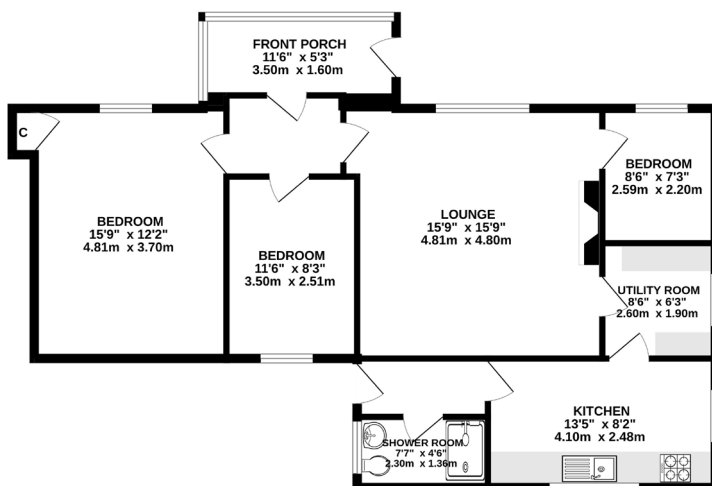 FRONT PORCH
11'6" x 5'3"
3.50m x 1.60m
C
BEDROOM
15'9" x 12'2"
4.81m x 3.70m
BEDROOM
11'6" x 8'3"
3.50m x 2.51m
LOUNGE
15'9" x 15'9"
4.81m x 4.80m
BEDROOM
8'6" x 7'3"
2.59m x 2.20m
UTILITY ROOM
8'6" x 6'3"
2.60m x 1.90m
KITCHEN
13'5" x 8'2"
4.10m x 2.48m
SHOWER ROOM
7'7" x 4'6"
2.30m x 1.36m